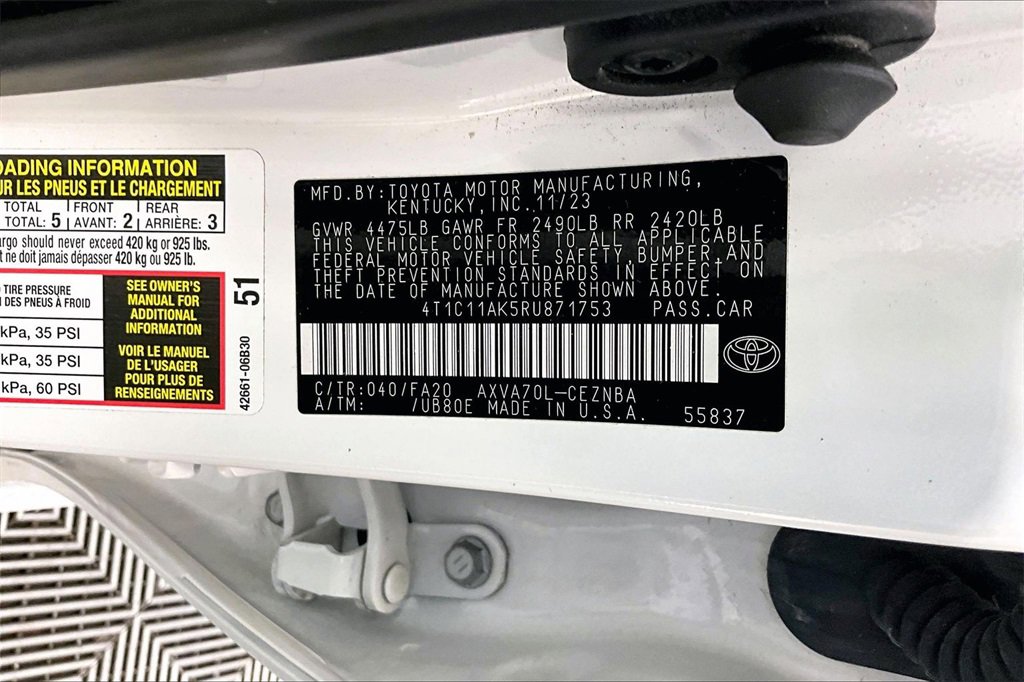 OADING INFORMATION
UR LES PNEUS ET LE CHARGEMENT
TOTAL FRONT REAR
TOTAL: 5 AVANT: 2 ARRIÈRE: 3
argo should never exceed 420 kg or 925 lbs.
t ne doit jamais dépasser 420 kg ou 925 lb.
TIRE PRESSURE
DES PNEUS À FROID
kPa, 35 PSI
kPa, 35 PSI
kPa, 60 PSI
SEE OWNER'S
MANUAL FOR
ADDITIONAL
INFORMATION
VOIR LE MANUEL
DE L'USAGER
POUR PLUS DE
RENSEIGNEMENTS
51
42661-06B30
MFD.BY:TOYOTA MOTOR MANUFACTURING,
KENTUCKY,INC.11/23
GVWR 4475LB GAWR FR 2490LB RR 2420LB
THIS VEHICLE CONFORMS TO ALL APPLICABLE
FEDERAL MOTOR VEHICLE SAFETY,BUMPER,AND
THEFT PREVENTION STANDARDS IN EFFECT ON
THE DATE OF MANUFACTURE SHOWN ABOVE.
4T1C11AK5RU871753 PASS.CAR
C/TR:040/FA20 AXVA70L-CEZNBA
A/TM: /UB80E MADE IN U.S.A. 55837